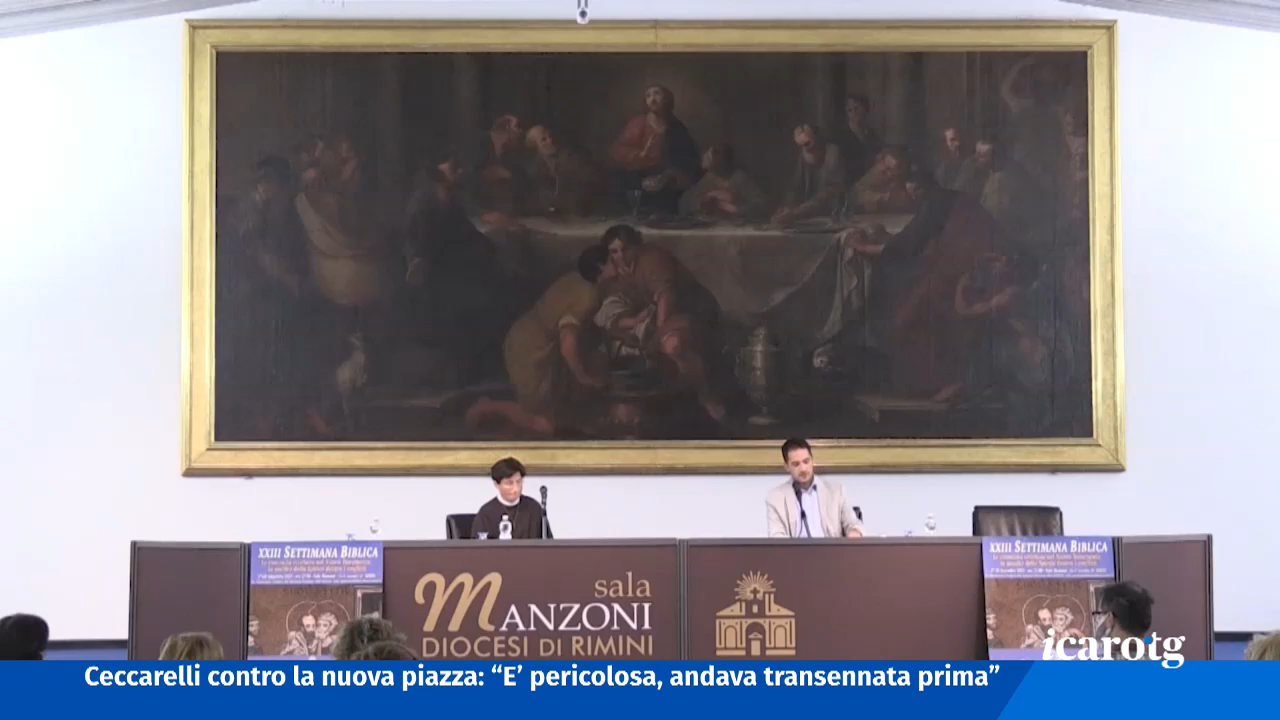 XXIII SETTIMANA BIBLICA
XXIII SETTIMANA BIBLICA
sala
MANZONI
DIOCESI DI RIMINI
icarotg
Ceccarelli contro la nuova piazza: “E’ pericolosa, andava transennata prima”